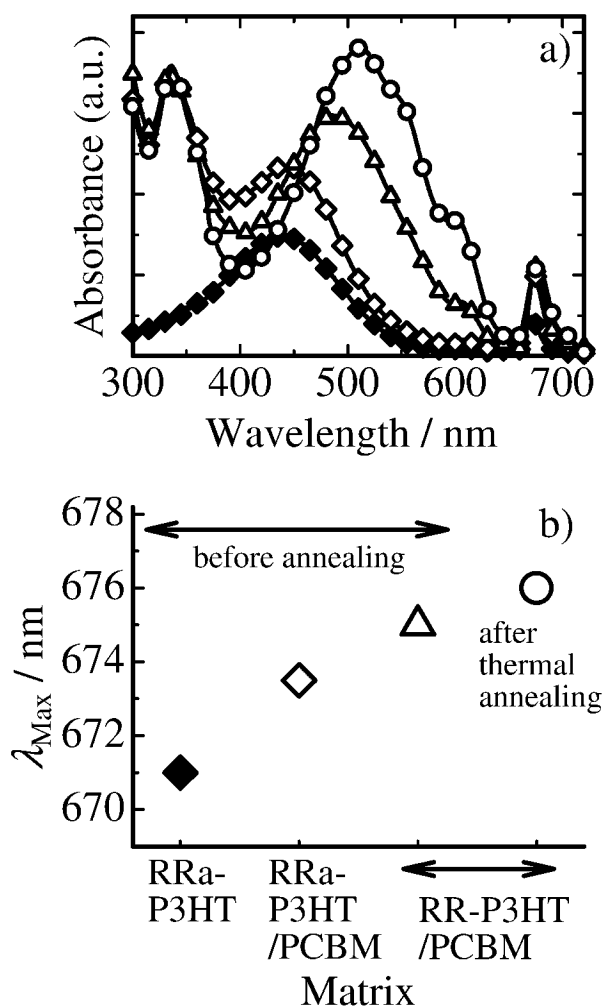 a)
Absorbance (a.u.)
300 400 500 600 700
Wavelength / nm
b)
678
676
674
672
671
670
λMax / nm
before annealing
after
thermal
annealing
RRa-
P3HT
RRa-
P3HT
/PCBM
RR-P3HT
/PCBM
Matrix